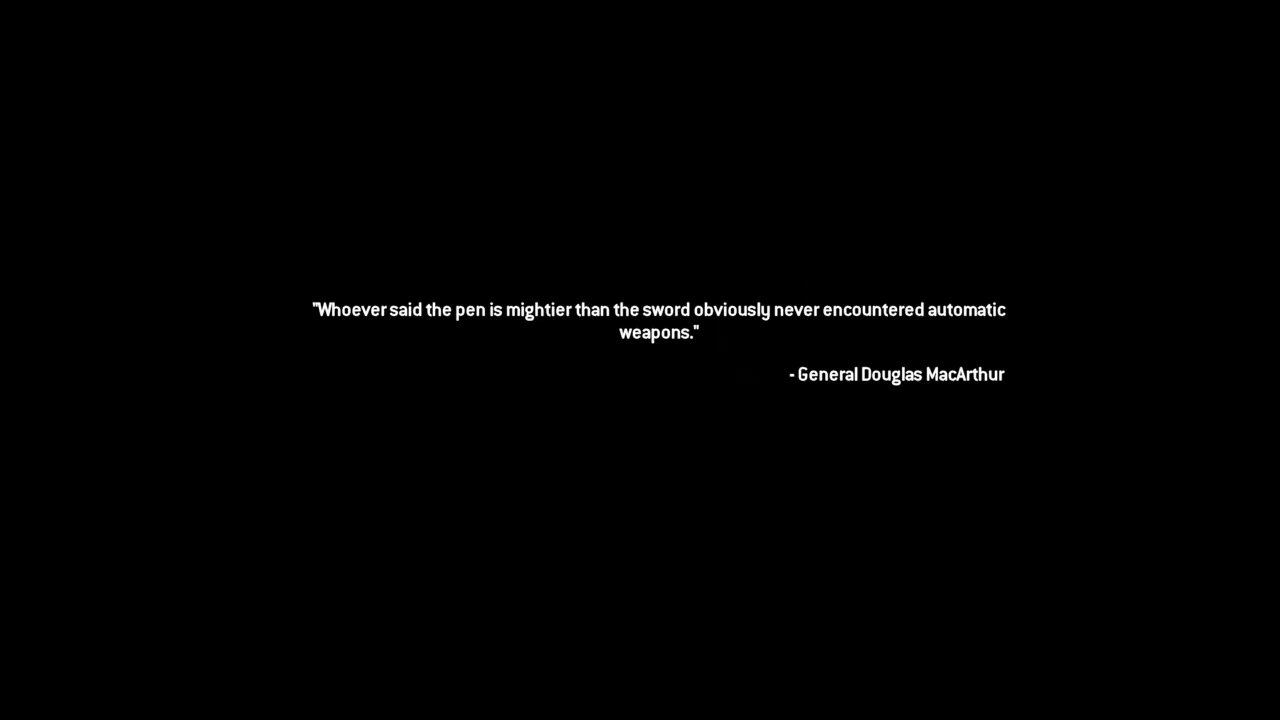 "Whoever said the pen is mightier than the sword obviously never encountered automatic
weapons."
- General Douglas MacArthur